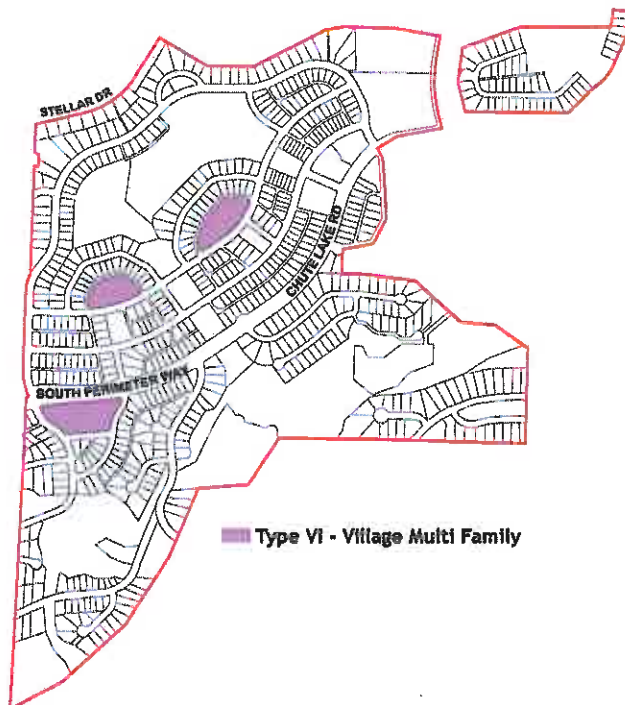 STELLAR DR
CHUTE LAKE RD
SOUTH PERIMETER WAY
Type VI - Village Multi Family